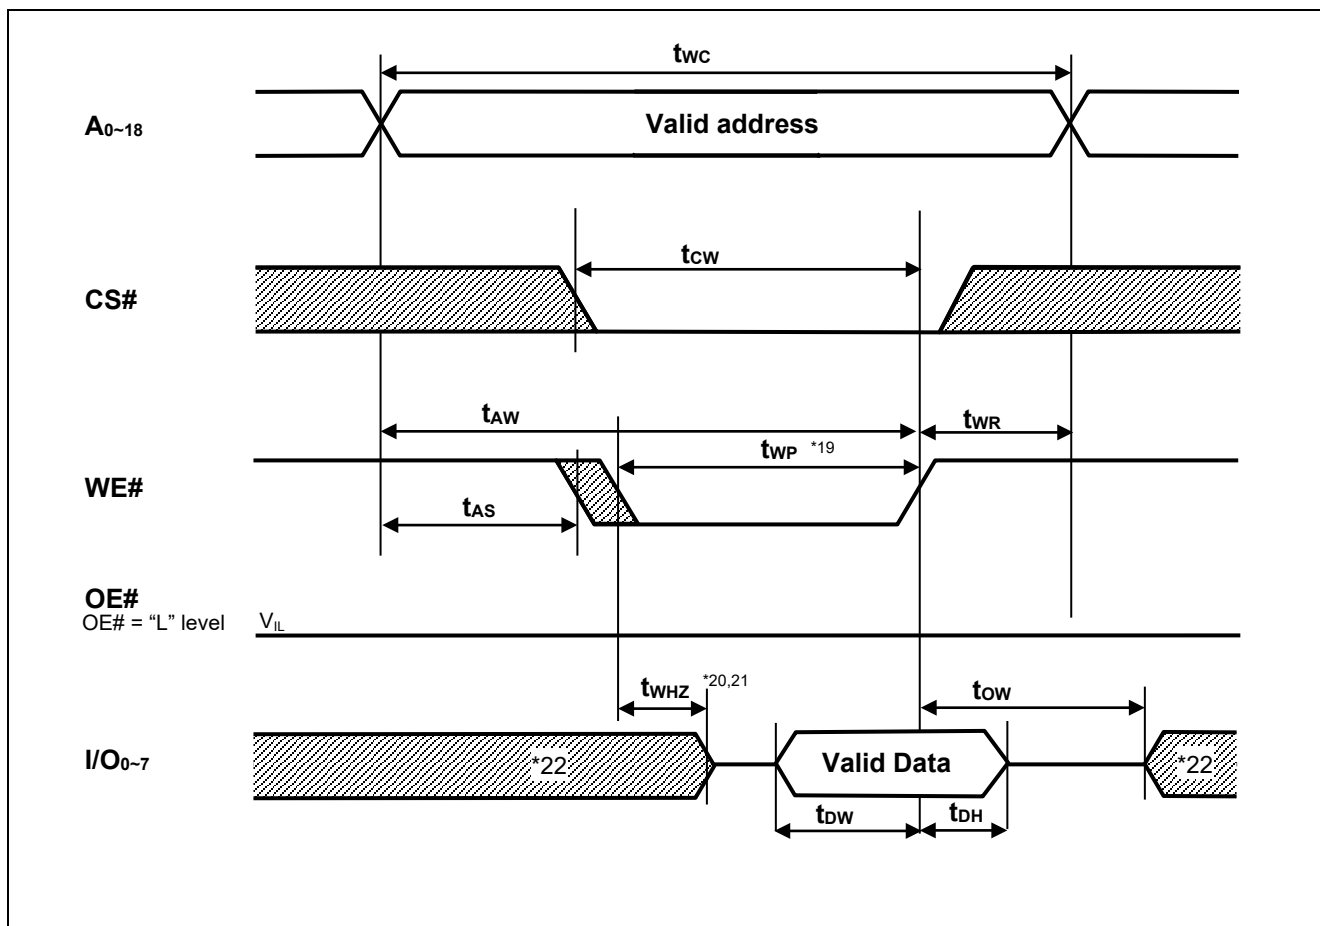 tWC
A0~18
Valid address
tCW
CS#
tAW
tWR
tWP *19
WE#
tAS
OE#
OE# = “L” level VIL
tWHZ *20,21
tOW
I/O0~7
*22
Valid Data
*22
tDW
tDH